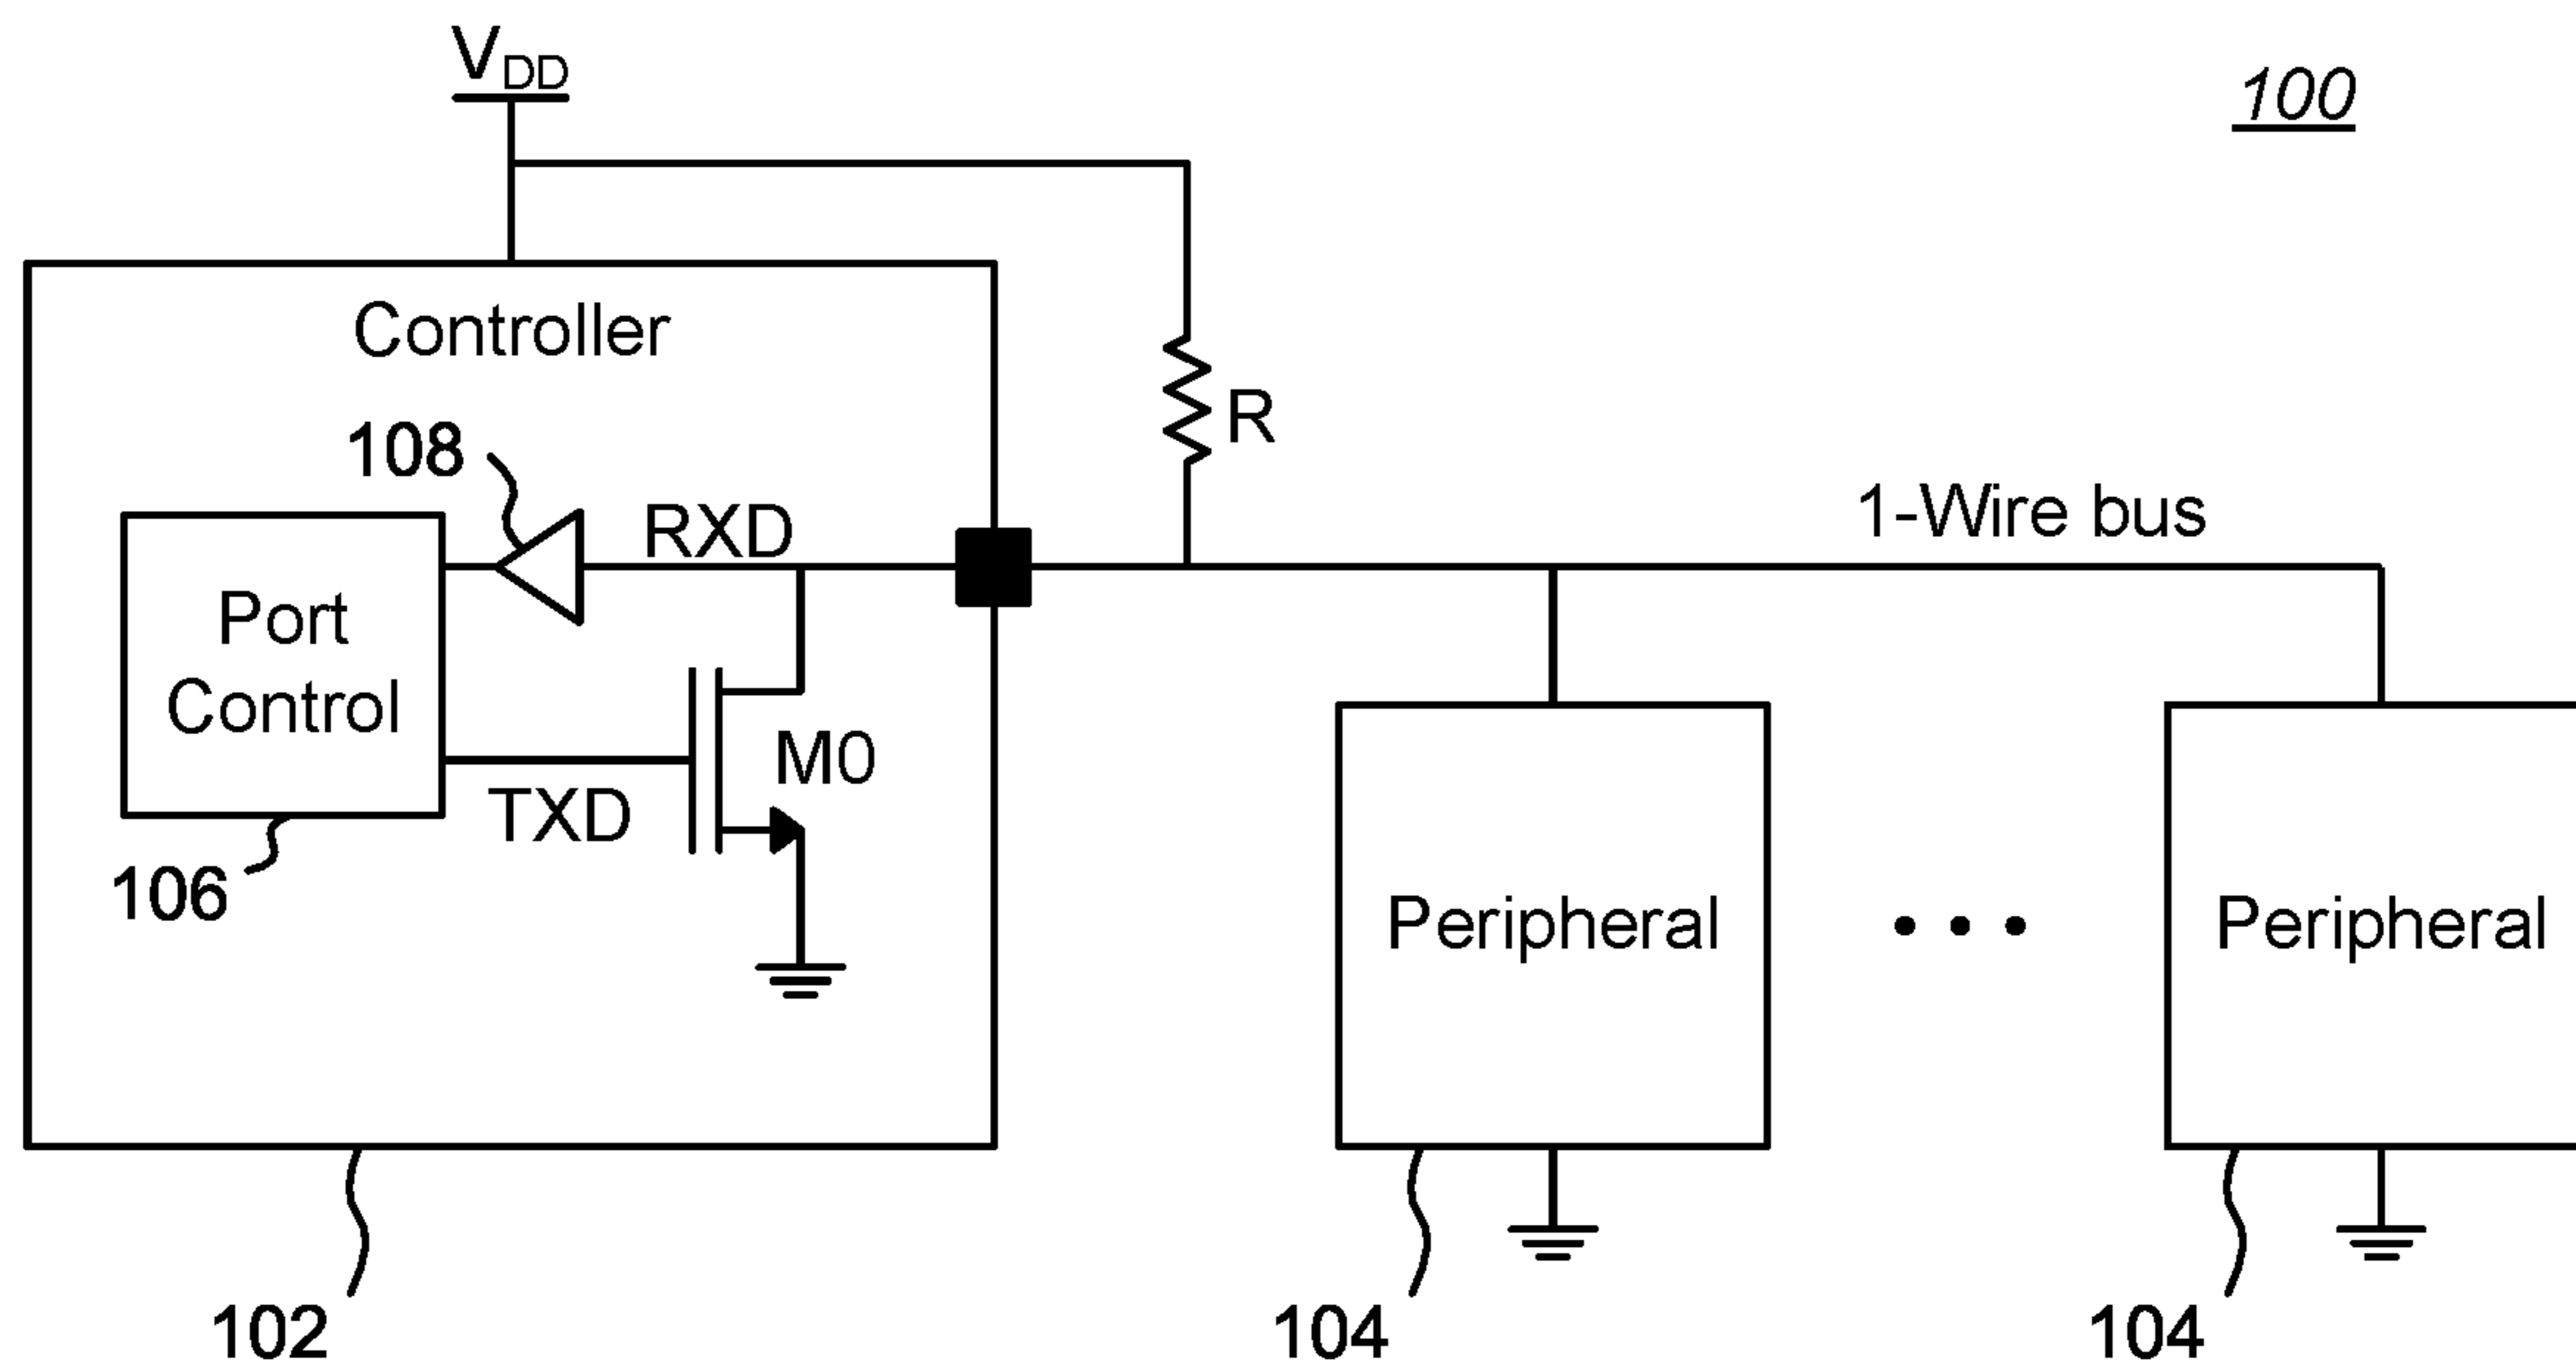 VDD
100
Controller
R
108
RXD
1-Wire bus
Port
Control
M0
TXD
106
Peripheral
• • •
Peripheral
102
104
104